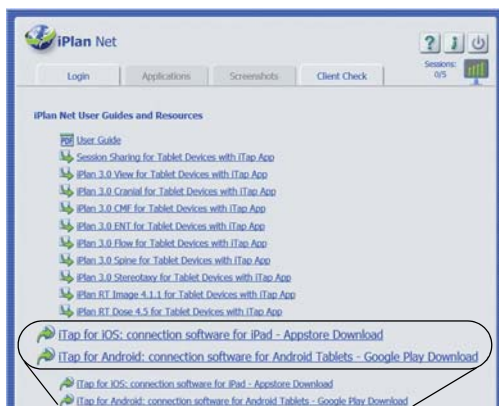 iPlan Net
Login Applications Screenshots Client Check
Sessions:
0/5
iPlan Net User Guides and Resources
PDF User Guide
Session Sharing for Tablet Devices with iTap App
iPlan 3.0 View for Tablet Devices with iTap App
iPlan 3.0 Cranial for Tablet Devices with iTap App
iPlan 3.0 CMF for Tablet Devices with iTap App
iPlan 3.0 ENT for Tablet Devices with iTap App
iPlan 3.0 Flow for Tablet Devices with iTap App
iPlan 3.0 Spine for Tablet Devices with iTap App
iPlan 3.0 Stereotaxy for Tablet Devices with iTap App
iPlan RT Image 4.1.1 for Tablet Devices with iTap App
iPlan RT Dose 4.5 for Tablet Devices with iTap App
iTap for iOS: connection software for iPad - Appstore Download
iTap for Android: connection software for Android Tablets - Google Play Download
iTap for iOS: connection software for iPad - Appstore Download
iTap for Android: connection software for Android Tablets - Google Play Download